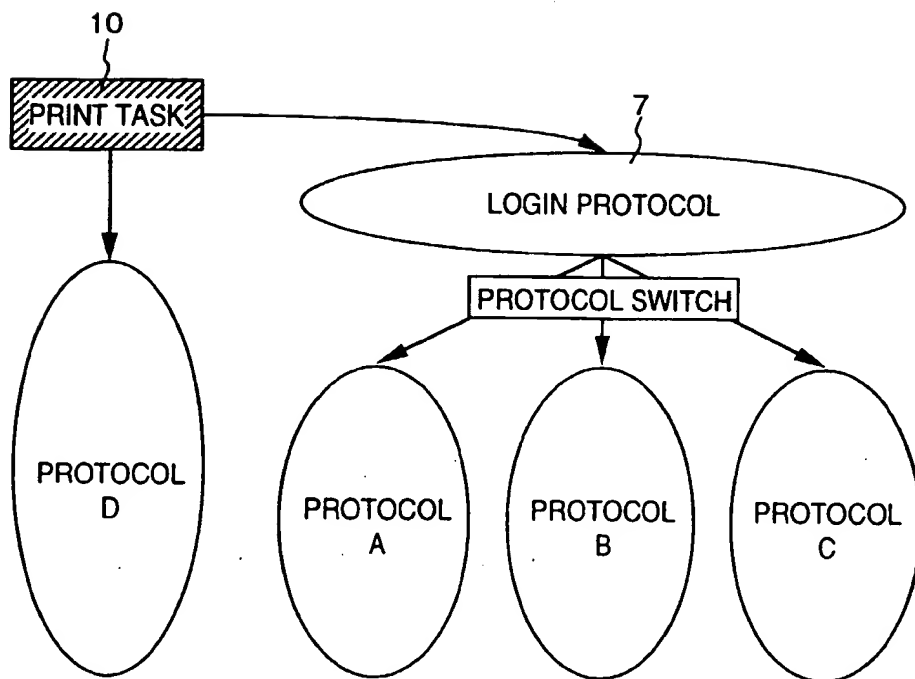 10
PRINT TASK
7
LOGIN PROTOCOL
PROTOCOL SWITCH
PROTOCOL
D
PROTOCOL
A
PROTOCOL
B
PROTOCOL
C